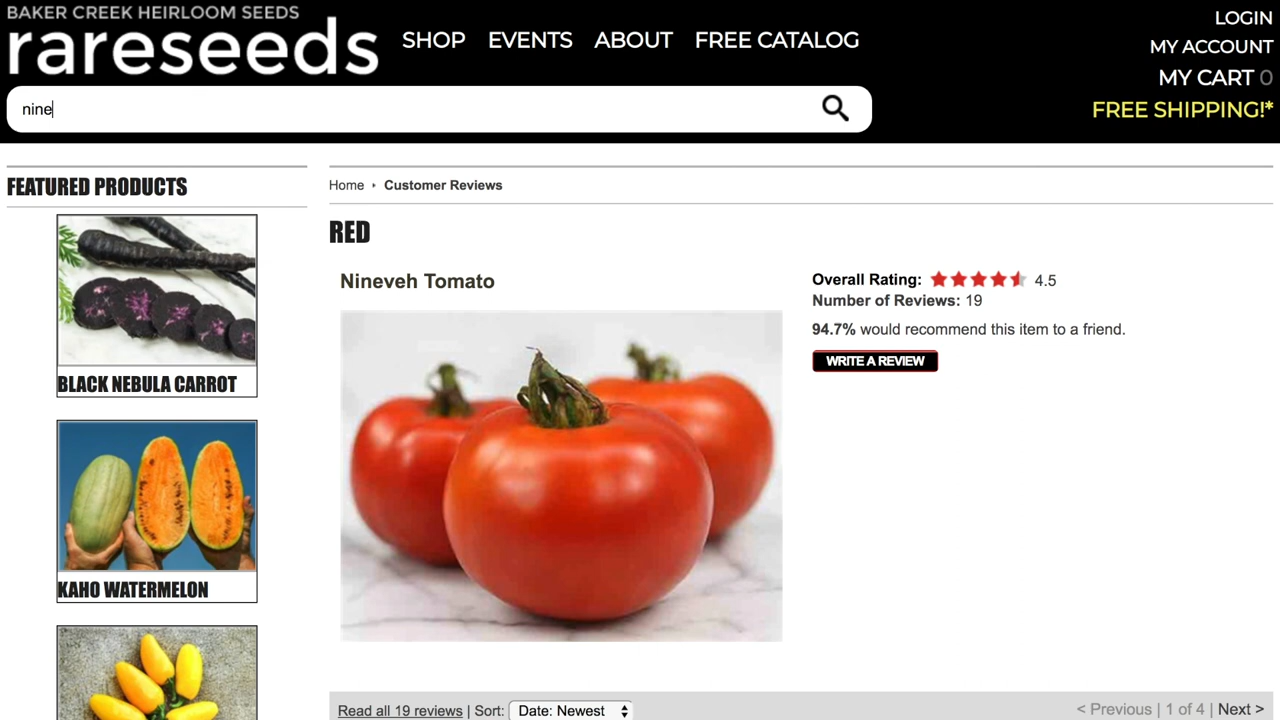 BAKER CREEK HEIRLOOM SEEDS
rareseeds
SHOP EVENTS ABOUT FREE CATALOG
LOGIN
MY ACCOUNT
MY CART 0
FREE SHIPPING!*
nine
FEATURED PRODUCTS
BLACK NEBULA CARROT
KAHO WATERMELON
Home ‣ Customer Reviews
RED
Nineveh Tomato
Overall Rating: 4.5
Number of Reviews: 19
94.7% would recommend this item to a friend.
WRITE A REVIEW
Read all 19 reviews | Sort: Date: Newest
< Previous | 1 of 4 | Next >